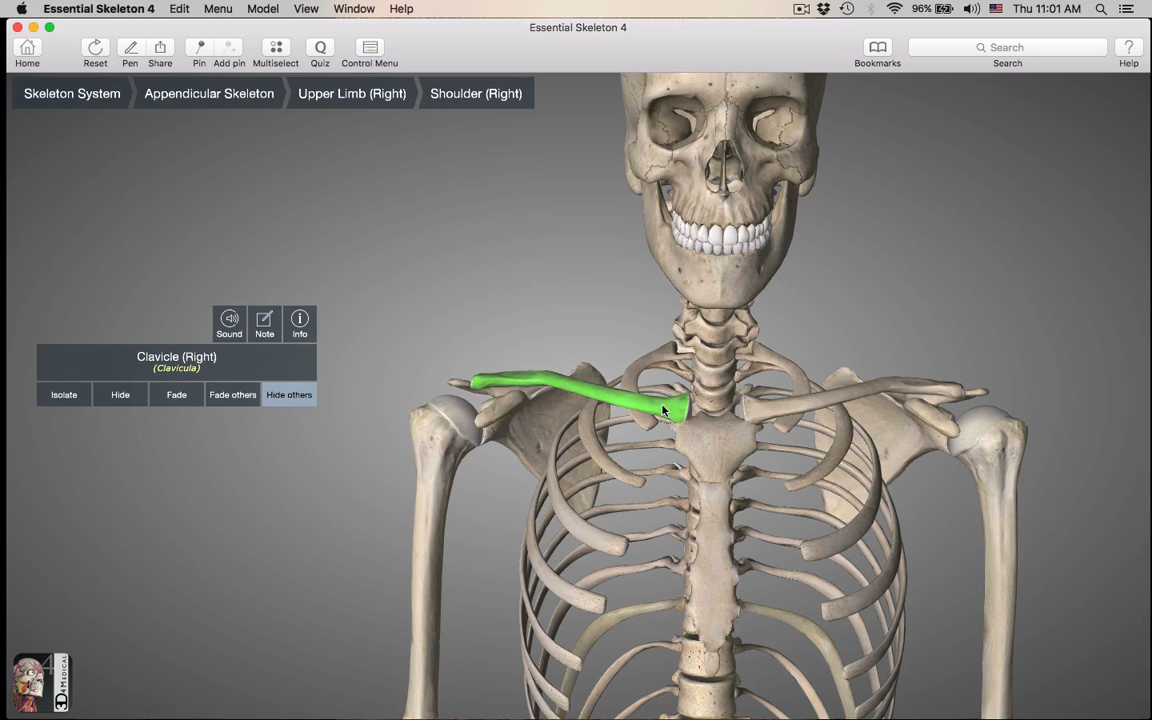 Essential Skeleton 4 Edit Menu Model View Window Help 96% Thu 11:01 AM
Essential Skeleton 4
Home Reset Pen Share Pin Add pin Multiselect Q Quiz Control Menu Bookmarks Search Search ? Help
Skeleton System Appendicular Skeleton Upper Limb (Right) Shoulder (Right)
Sound Note Info
Clavicle (Right)
(Clavicula)
Isolate Hide Fade Fade others Hide others
4
3D4MEDICAL